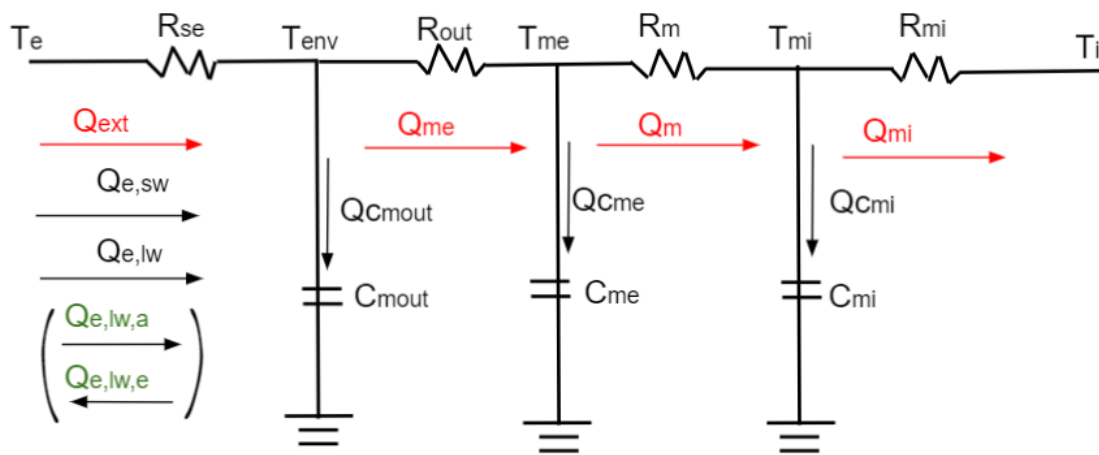 Te Rse Tenv Rout Tme Rm Tmi Rmi Ti
Qext Qme Qm Qmi
Qe,sw
Qcmout Qcme Qcmi
Qe,lw
Cmout Cme Cmi
Qe,lw,a
Qe,lw,e